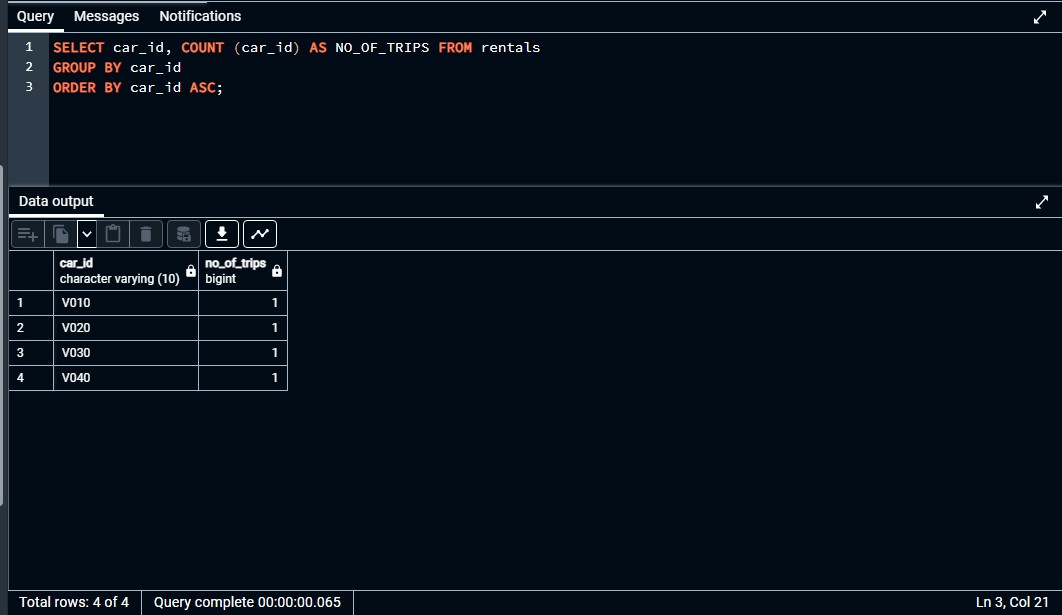 Query Messages Notifications
1 SELECT car_id, COUNT (car_id) AS NO_OF_TRIPS FROM rentals
2 GROUP BY car_id
3 ORDER BY car_id ASC;
Data output
car_id no_of_trips
character varying (10) bigint
1 V010 1
2 V020 1
3 V030 1
4 V040 1
Total rows: 4 of 4 Query complete 00:00:00.065 Ln 3, Col 21